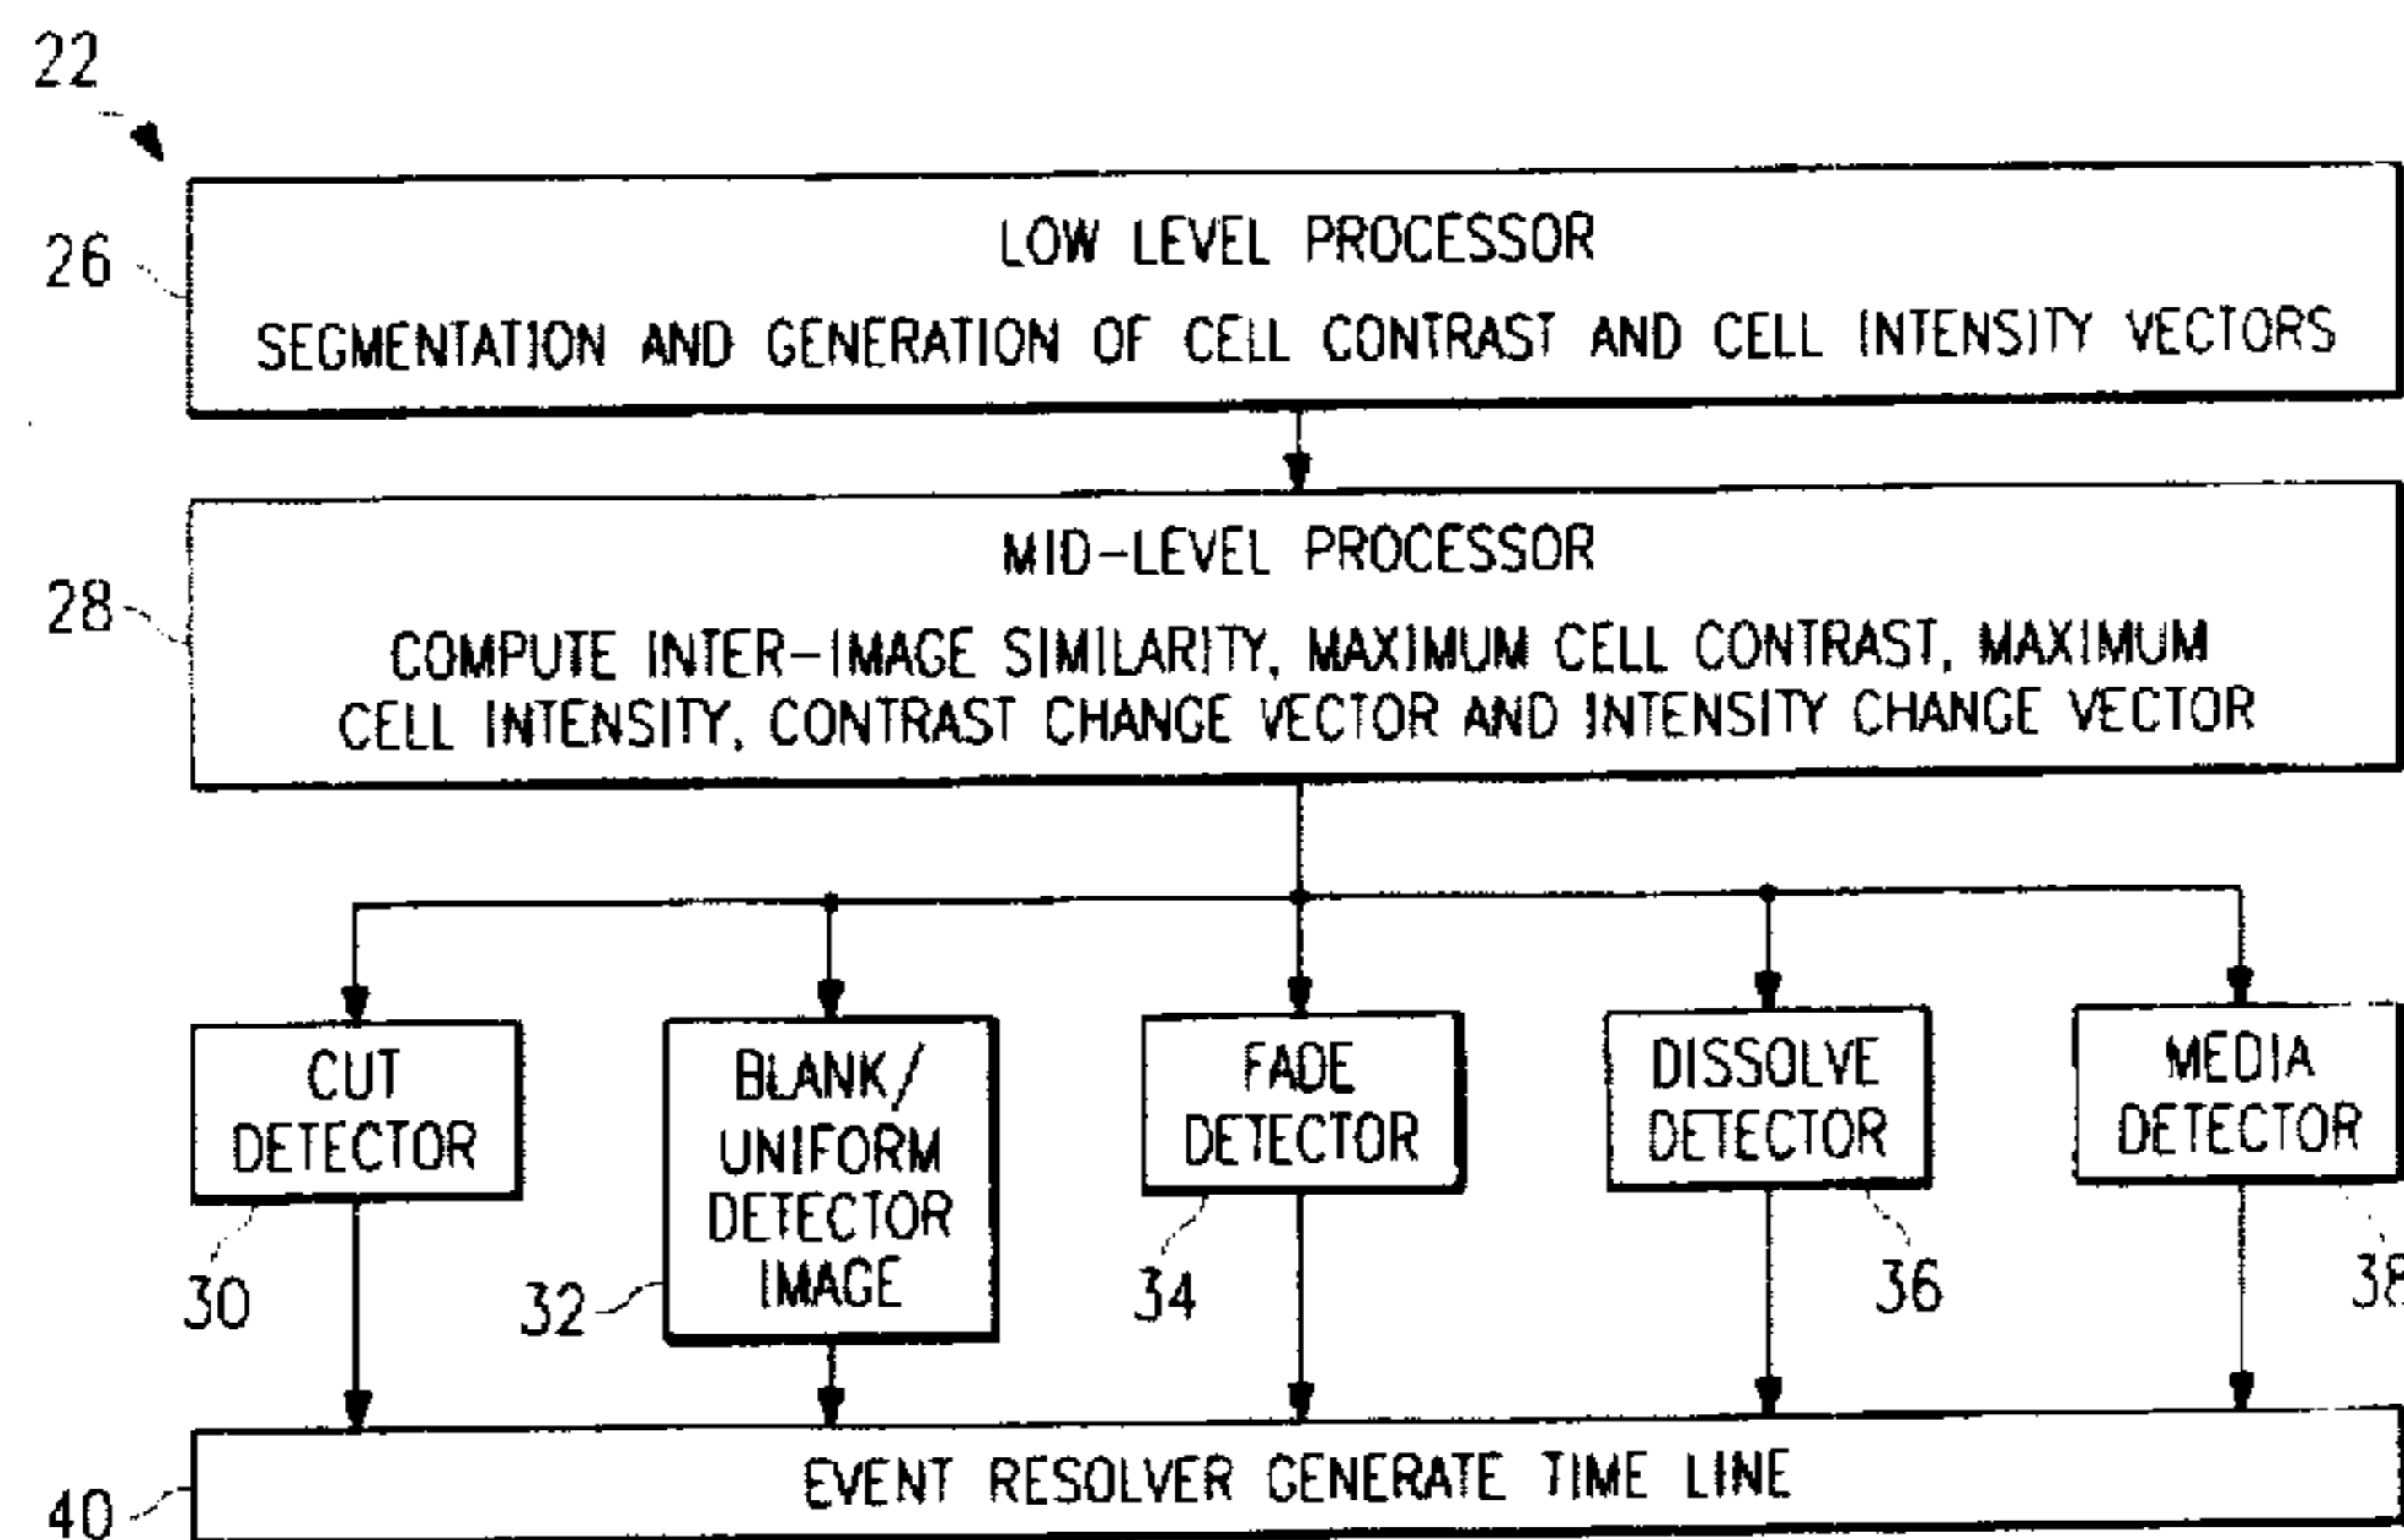 22
LOW LEVEL PROCESSOR
26
SEGMENTATION AND GENERATION OF CELL CONTRAST AND CELL INTENSITY VECTORS
MID-LEVEL PROCESSOR
28
COMPUTE INTER-IMAGE SIMILARITY, MAXIMUM CELL CONTRAST, MAXIMUM
CELL INTENSITY, CONTRAST CHANGE VECTOR AND INTENSITY CHANGE VECTOR
CUT
DETECTOR
30
BLANK/
UNIFORM
DETECTOR
IMAGE
32
FADE
DETECTOR
34
DISSOLVE
DETECTOR
36
MEDIA
DETECTOR
38
EVENT RESOLVER GENERATE TIME LINE
40